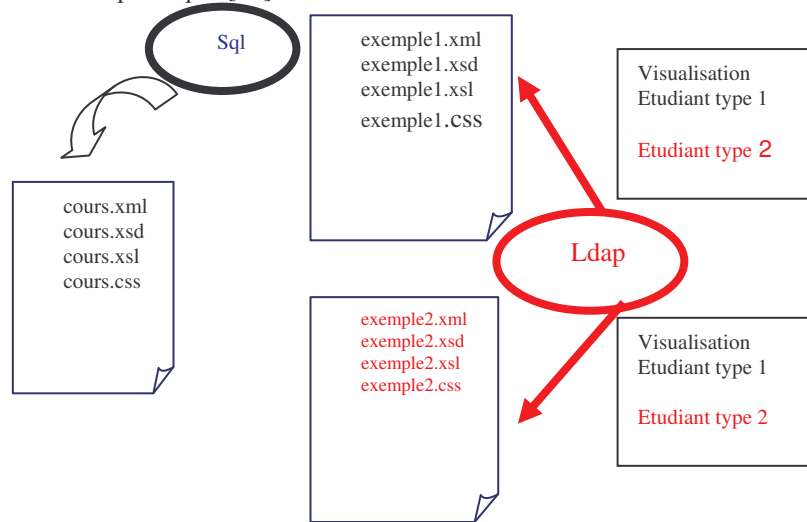 Sql
exemple1.xml
exemple1.xsd
exemple1.xsl
exemple1.css
Visualisation
Etudiant type 1
Etudiant type 2
cours.xml
cours.xsd
cours.xsl
cours.css
Ldap
exemple2.xml
exemple2.xsd
exemple2.xsl
exemple2.css
Visualisation
Etudiant type 1
Etudiant type 2